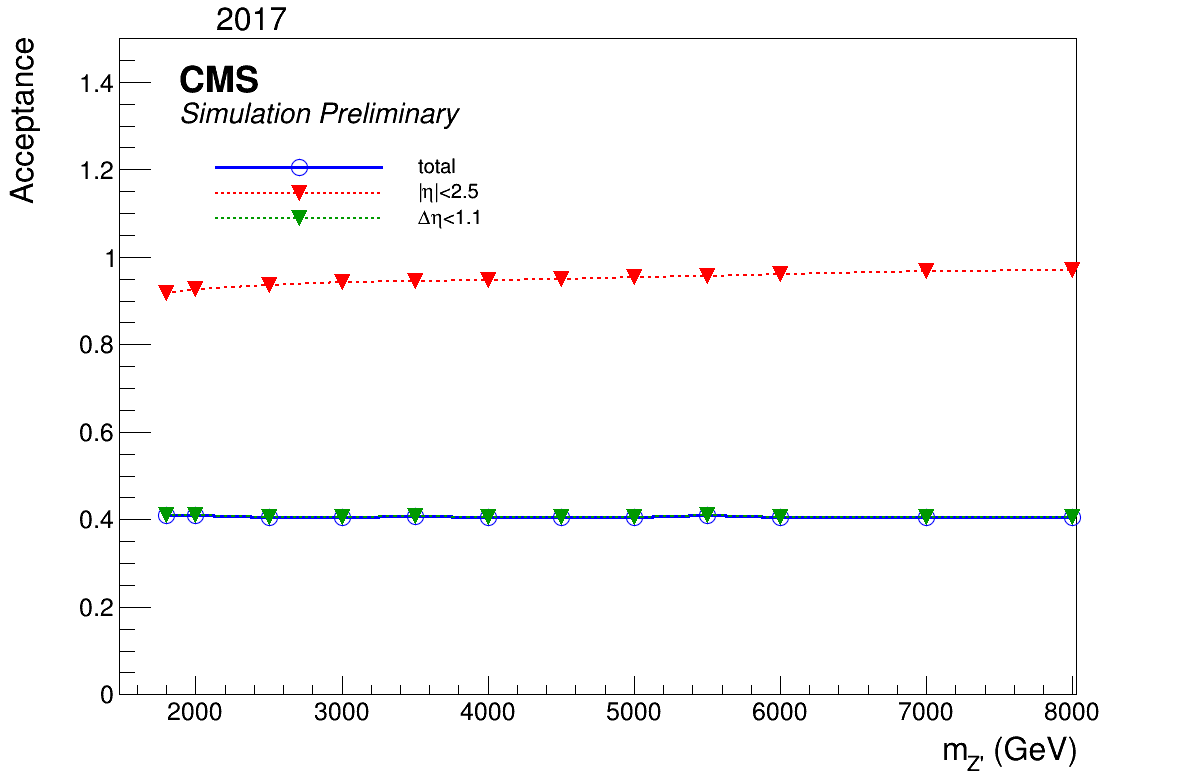 2017
Acceptance
CMS
Simulation Preliminary
total
|η|<2.5
Δη<1.1
1.4
1.2
1
0.8
0.6
0.4
0.2
0
2000 3000 4000 5000 6000 7000 8000
m_Z' (GeV)